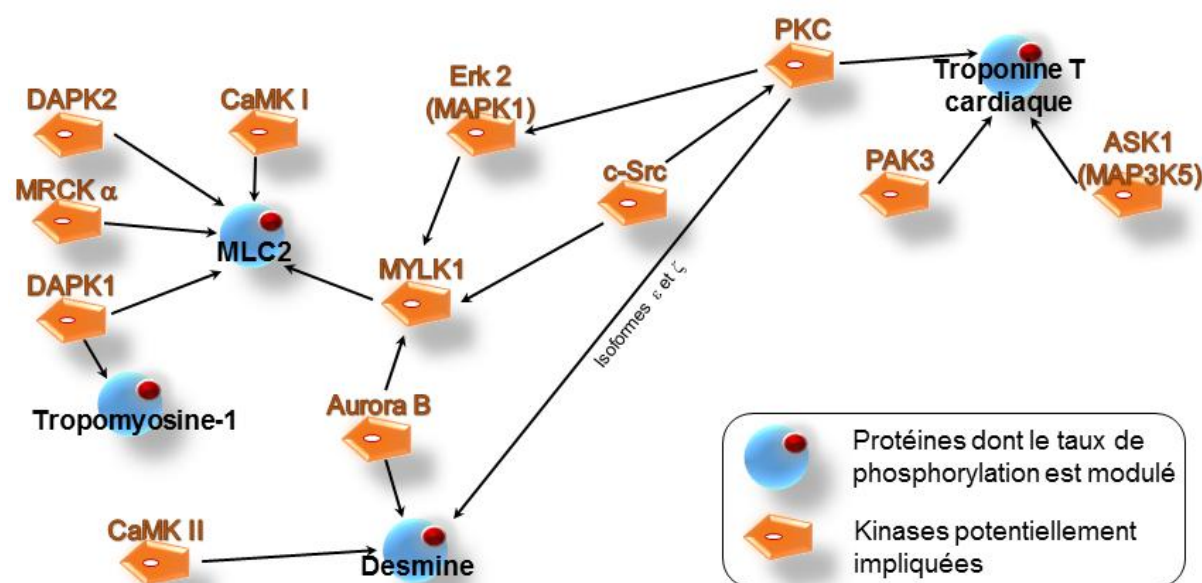 PKC
Troponine T
cardiaque
Erk 2
(MAPK1)
DAPK2
CaMK I
PAK3
ASK1
(MAP3K5)
c-Src
MRCK α
MLC2
MYLK1
DAPK1
Isoformes ε et ζ
Tropomyosine-1
Aurora B
CaMK II
Desmine
Protéines dont le taux de
phosphorylation est modulé
Kinases potentiellement
impliquées